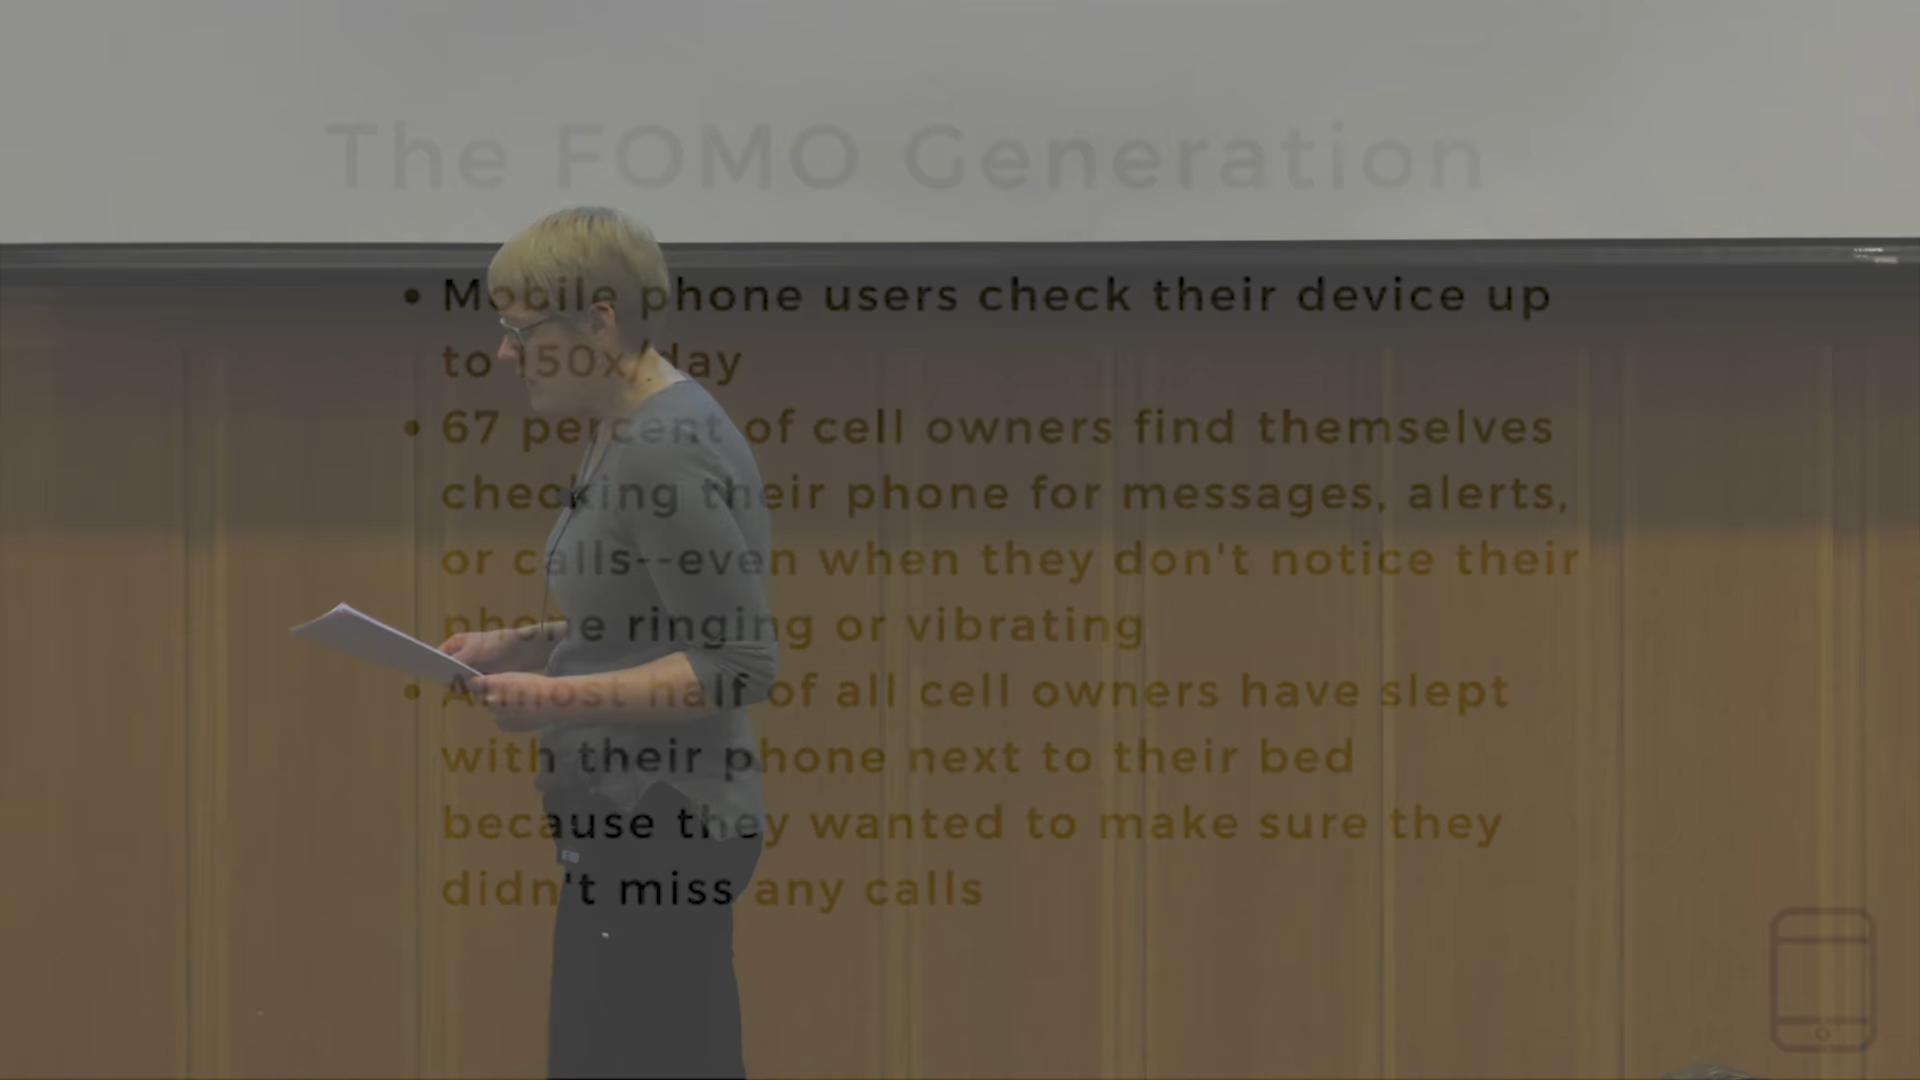 The FOMO Generation
• Mobile phone users check their device up
to 150x/day
• 67 percent of cell owners find themselves
checking their phone for messages, alerts,
or calls--even when they don't notice their
phone ringing or vibrating
• Almost half of all cell owners have slept
with their phone next to their bed
because they wanted to make sure they
didn't miss any calls